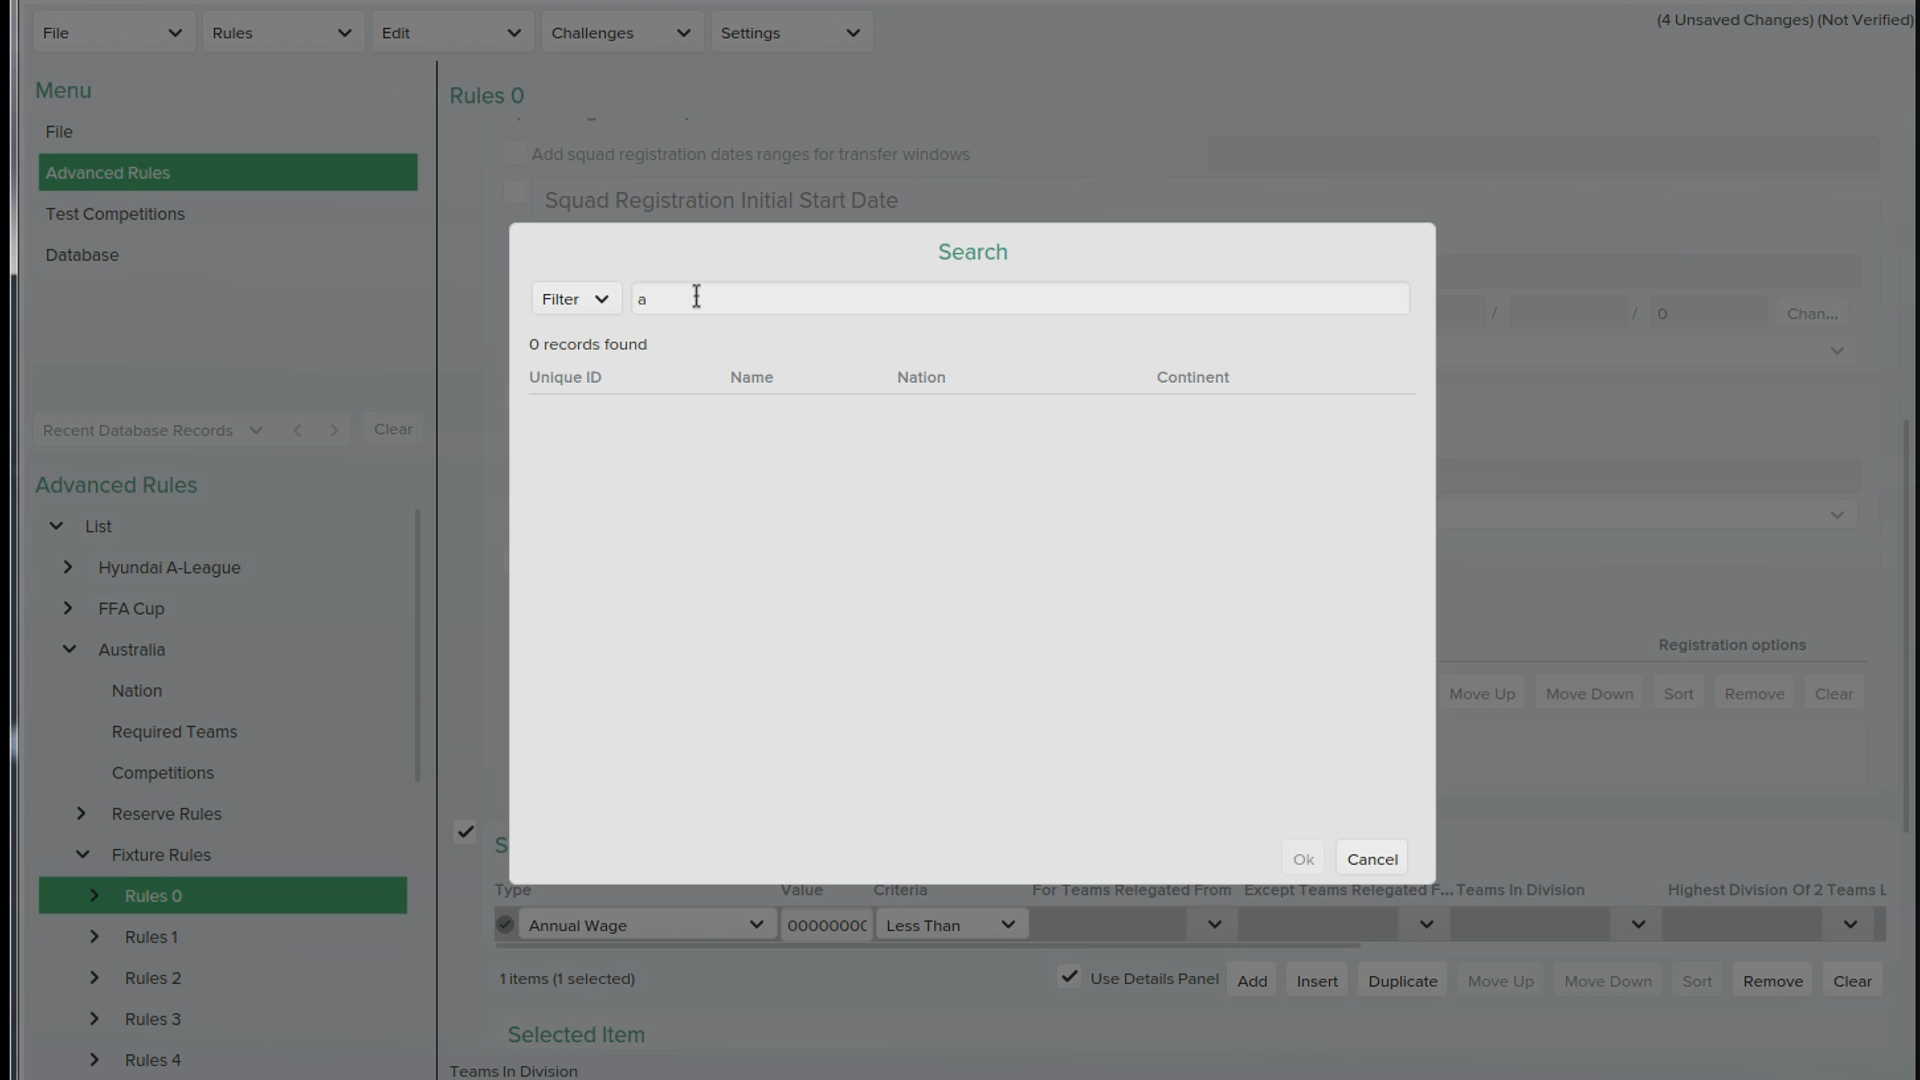 File
Rules
Edit
Challenges
Settings
(4 Unsaved Changes) (Not Verified)
Menu
File
Advanced Rules
Test Competitions
Database
Recent Database Records
Clear
Advanced Rules
List
Hyundai A-League
FFA Cup
Australia
Nation
Required Teams
Competitions
Reserve Rules
Fixture Rules
Rules 0
Rules 1
Rules 2
Rules 3
Rules 4
Rules 0
Add squad registration dates ranges for transfer windows
Squad Registration Initial Start Date
/ / 0 Chan...
Search
Filter
a
0 records found
Unique ID Name Nation Continent
Ok Cancel
Registration options
Move Up Move Down Sort Remove Clear
S
Type Value Criteria For Teams Relegated From Except Teams Relegated F... Teams In Division Highest Division Of 2 Teams L
Annual Wage 00000000 Less Than
1 items (1 selected) Use Details Panel Add Insert Duplicate Move Up Move Down Sort Remove Clear
Selected Item
Teams In Division